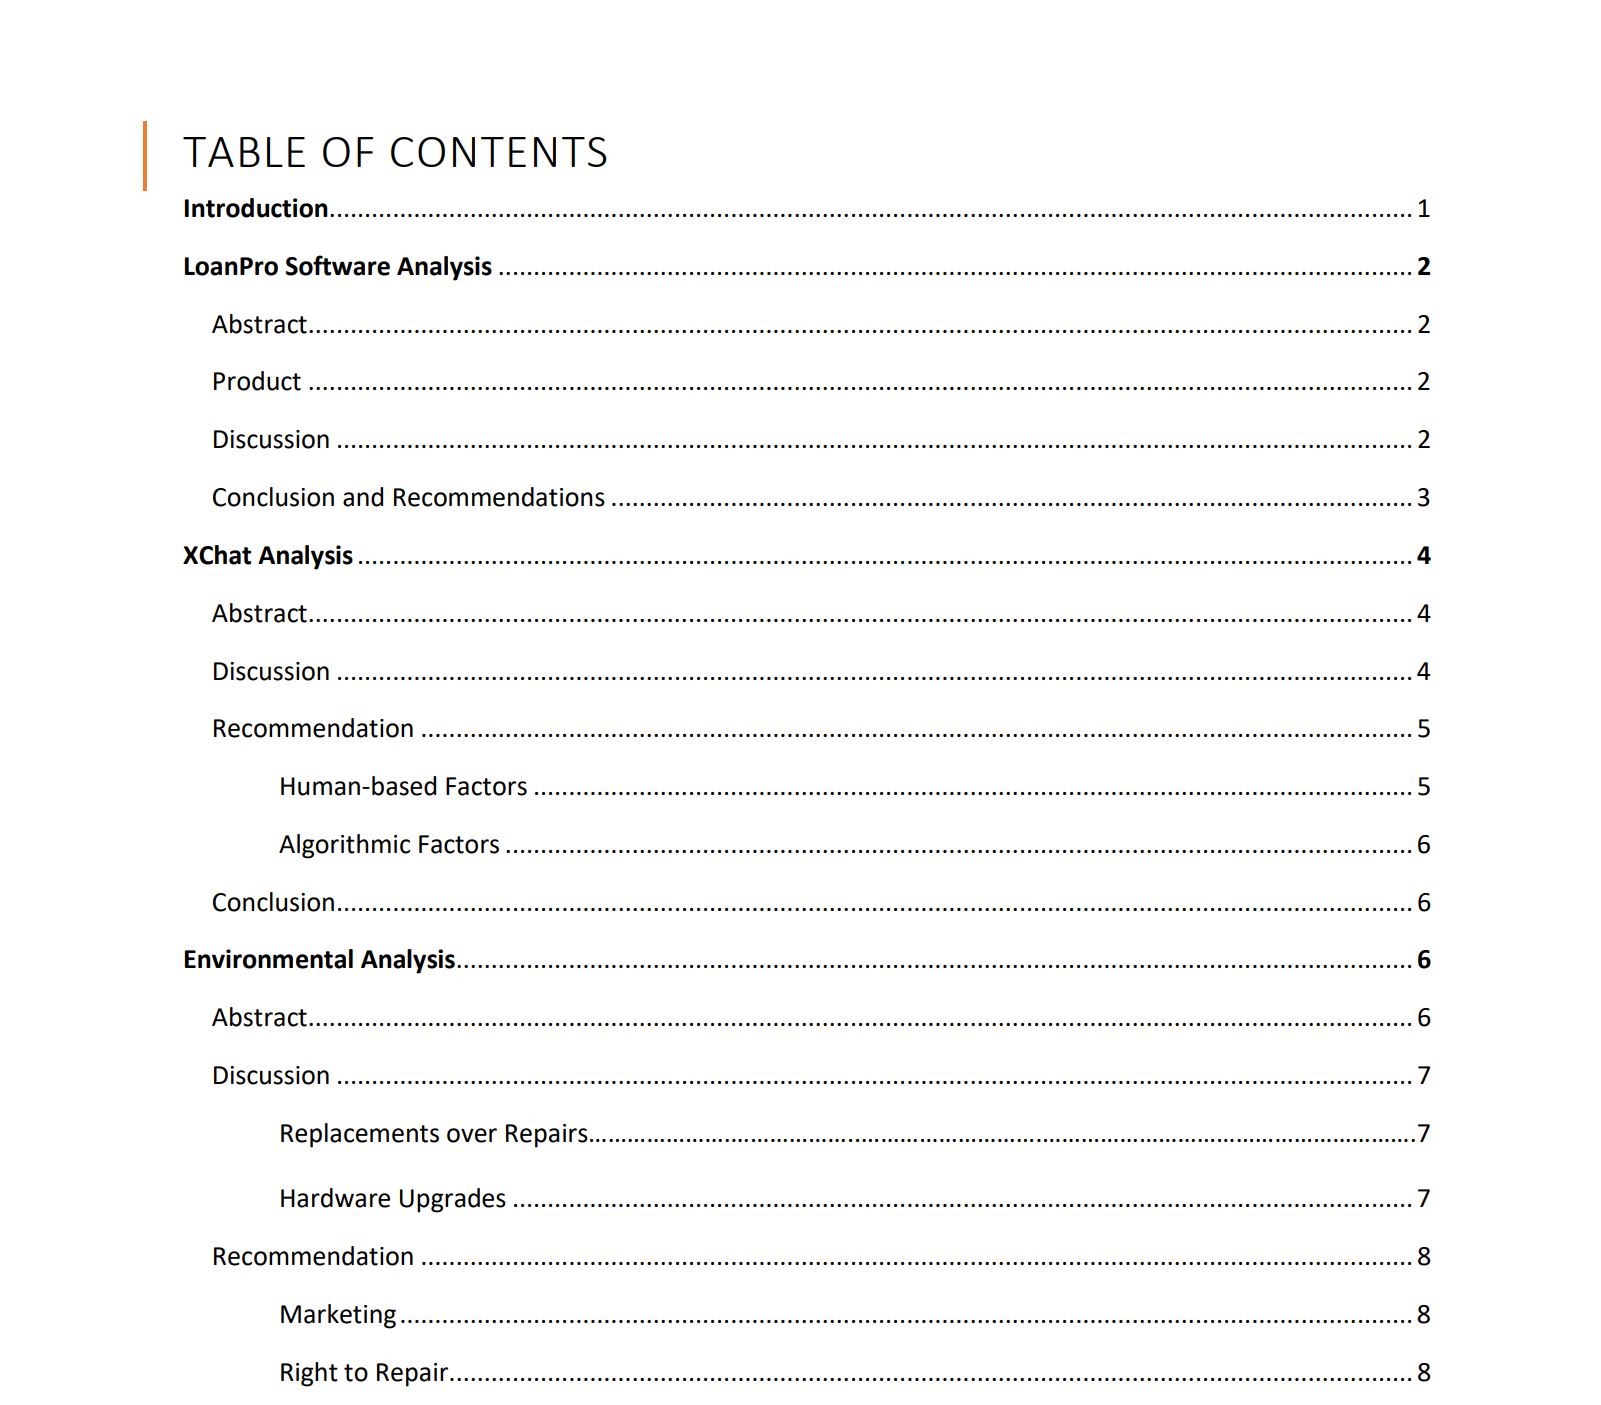 TABLE OF CONTENTS
Introduction 1
LoanPro Software Analysis 2
Abstract 2
Product 2
Discussion 2
Conclusion and Recommendations 3
XChat Analysis 4
Abstract 4
Discussion 4
Recommendation 5
Human-based Factors 5
Algorithmic Factors 6
Conclusion 6
Environmental Analysis 6
Abstract 6
Discussion 7
Replacements over Repairs 7
Hardware Upgrades 7
Recommendation 8
Marketing 8
Right to Repair 8